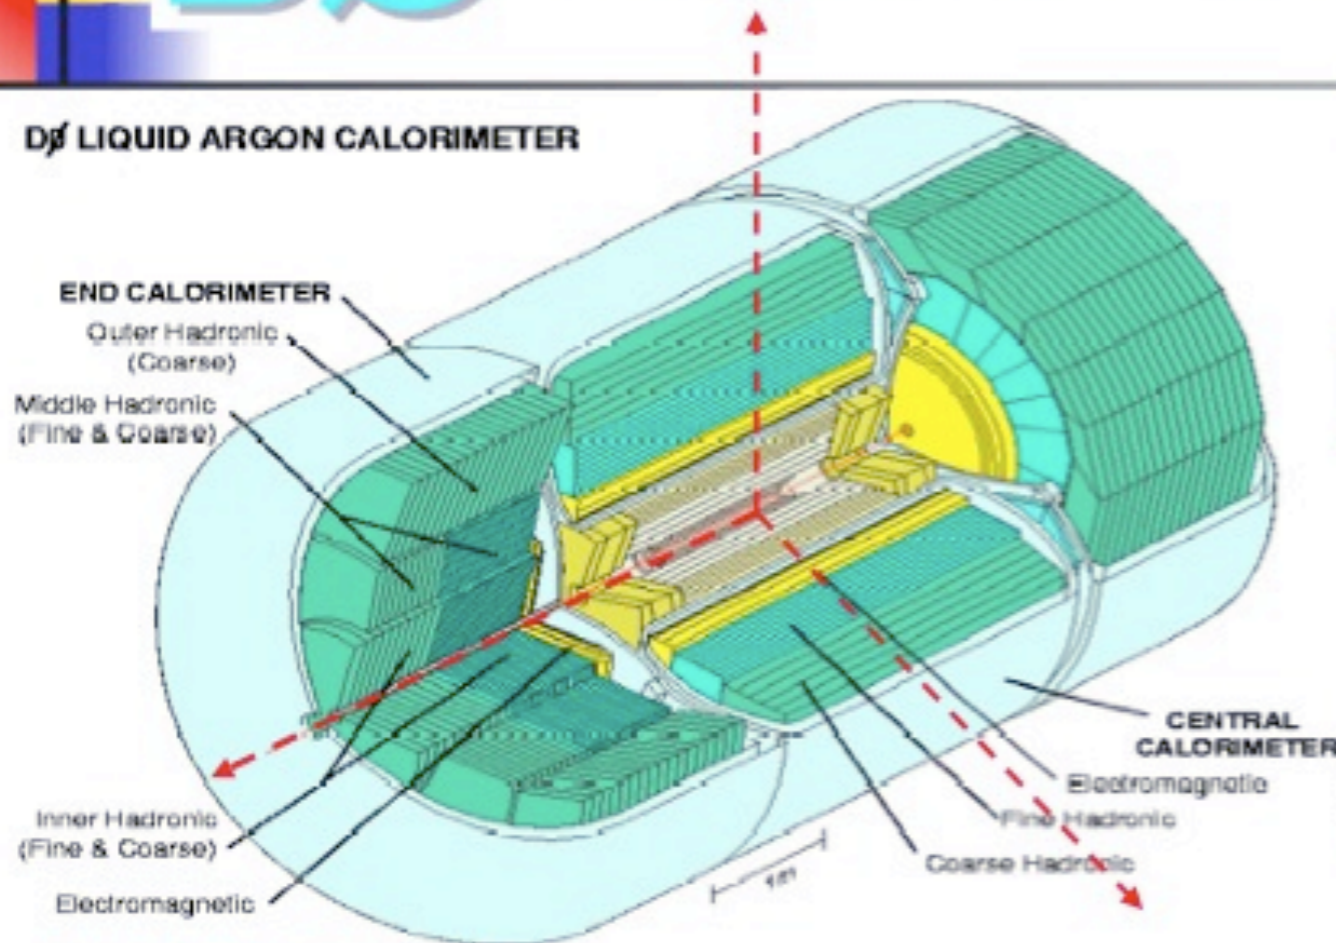 DØ LIQUID ARGON CALORIMETER
END CALORIMETER
Outer Hadronic
(Coarse)
Middle Hadronic
(Fine & Coarse)
Inner Hadronic
(Fine & Coarse)
Electromagnetic
CENTRAL
CALORIMETER
Electromagnetic
Fine Hadronic
Coarse Hadronic